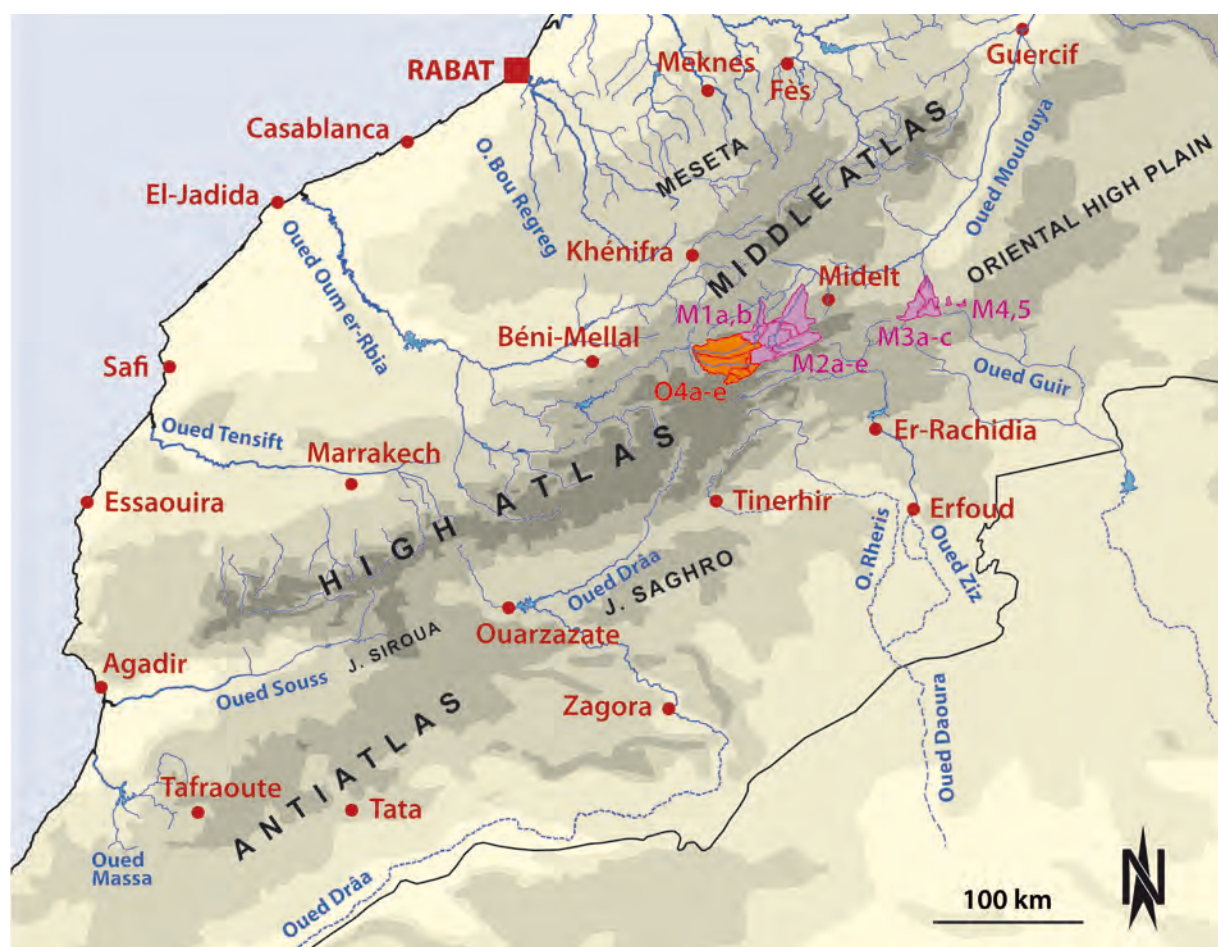 Guercif
Meknès
RABAT
Fès
Casablanca
MESETA
MIDDLE ATLAS
O. Bou Regreg
Oued Moulouya
El-Jadida
ORIENTAL HIGH PLAIN
Oued Oum er-Rbia
Khénifra
Midelt
M1a,b
M4,5
M3a-c
Béni-Mellal
M2a-e
Safi
O4a-e
Oued Guir
Oued Tensift
Er-Rachidia
Marrakech
HIGH ATLAS
Essaouira
Tinerhir
Erfoud
O. Rheris
Oued Ziz
Oued Drâa
J. SAGHRO
Ouarzazate
J. SIROUA
Agadir
Oued Souss
Zagora
Oued Daoura
ANTIATLAS
Tafraoute
Tata
Oued
Massa
Oued Drâa
N
100 km